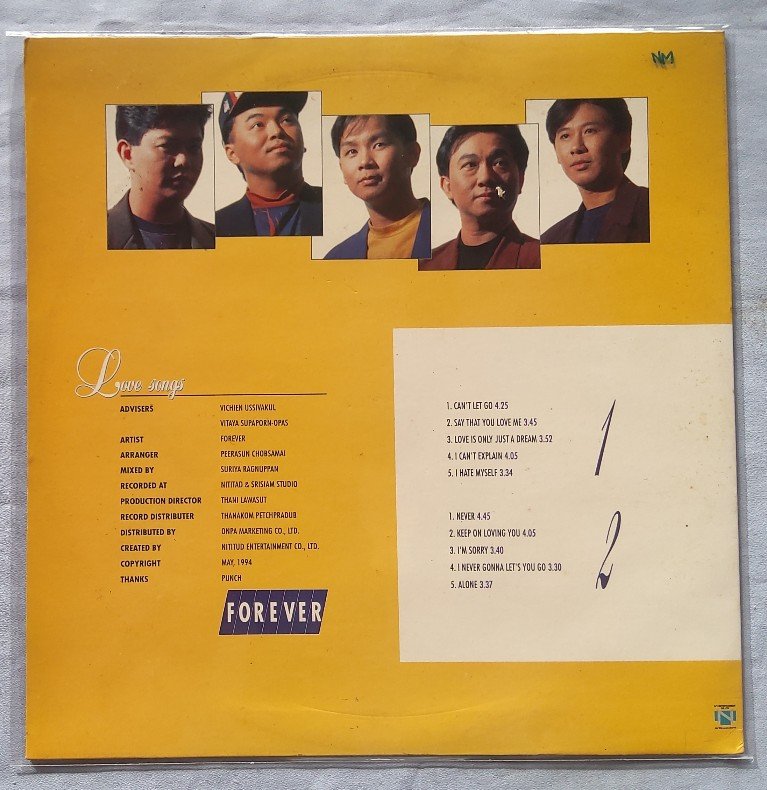 NM
Love songs
ADVISERS VICHIEN USSIVAKUL
VITAYA SUPAPORN-OPAS
ARTIST FOREVER
ARRANGER PEERASUN CHOBSAMAI
MIXED BY SURIYA RAGNUPPAN
RECORDED AT NITITAD & SRISIAM STUDIO
PRODUCTION DIRECTOR THANI LAWASUT
RECORD DISTRIBUTER THANAKOM PETCHPRADUB
DISTRIBUTED BY ONPA MARKETING CO., LTD.
CREATED BY NITITUD ENTERTAINMENT CO., LTD.
COPYRIGHT MAY, 1994
THANKS PUNCH
FOREVER
1. CAN'T LET GO 4.25
2. SAY THAT YOU LOVE ME 3.45
3. LOVE IS ONLY JUST A DREAM 3.52
4. I CAN'T EXPLAIN 4.05
5. I HATE MYSELF 3.34
1
1. NEVER 4.45
2. KEEP ON LOVING YOU 4.05
3. I'M SORRY 3.40
4. I NEVER GONNA LET'S YOU GO 3.30
5. ALONE 3.37
2
N